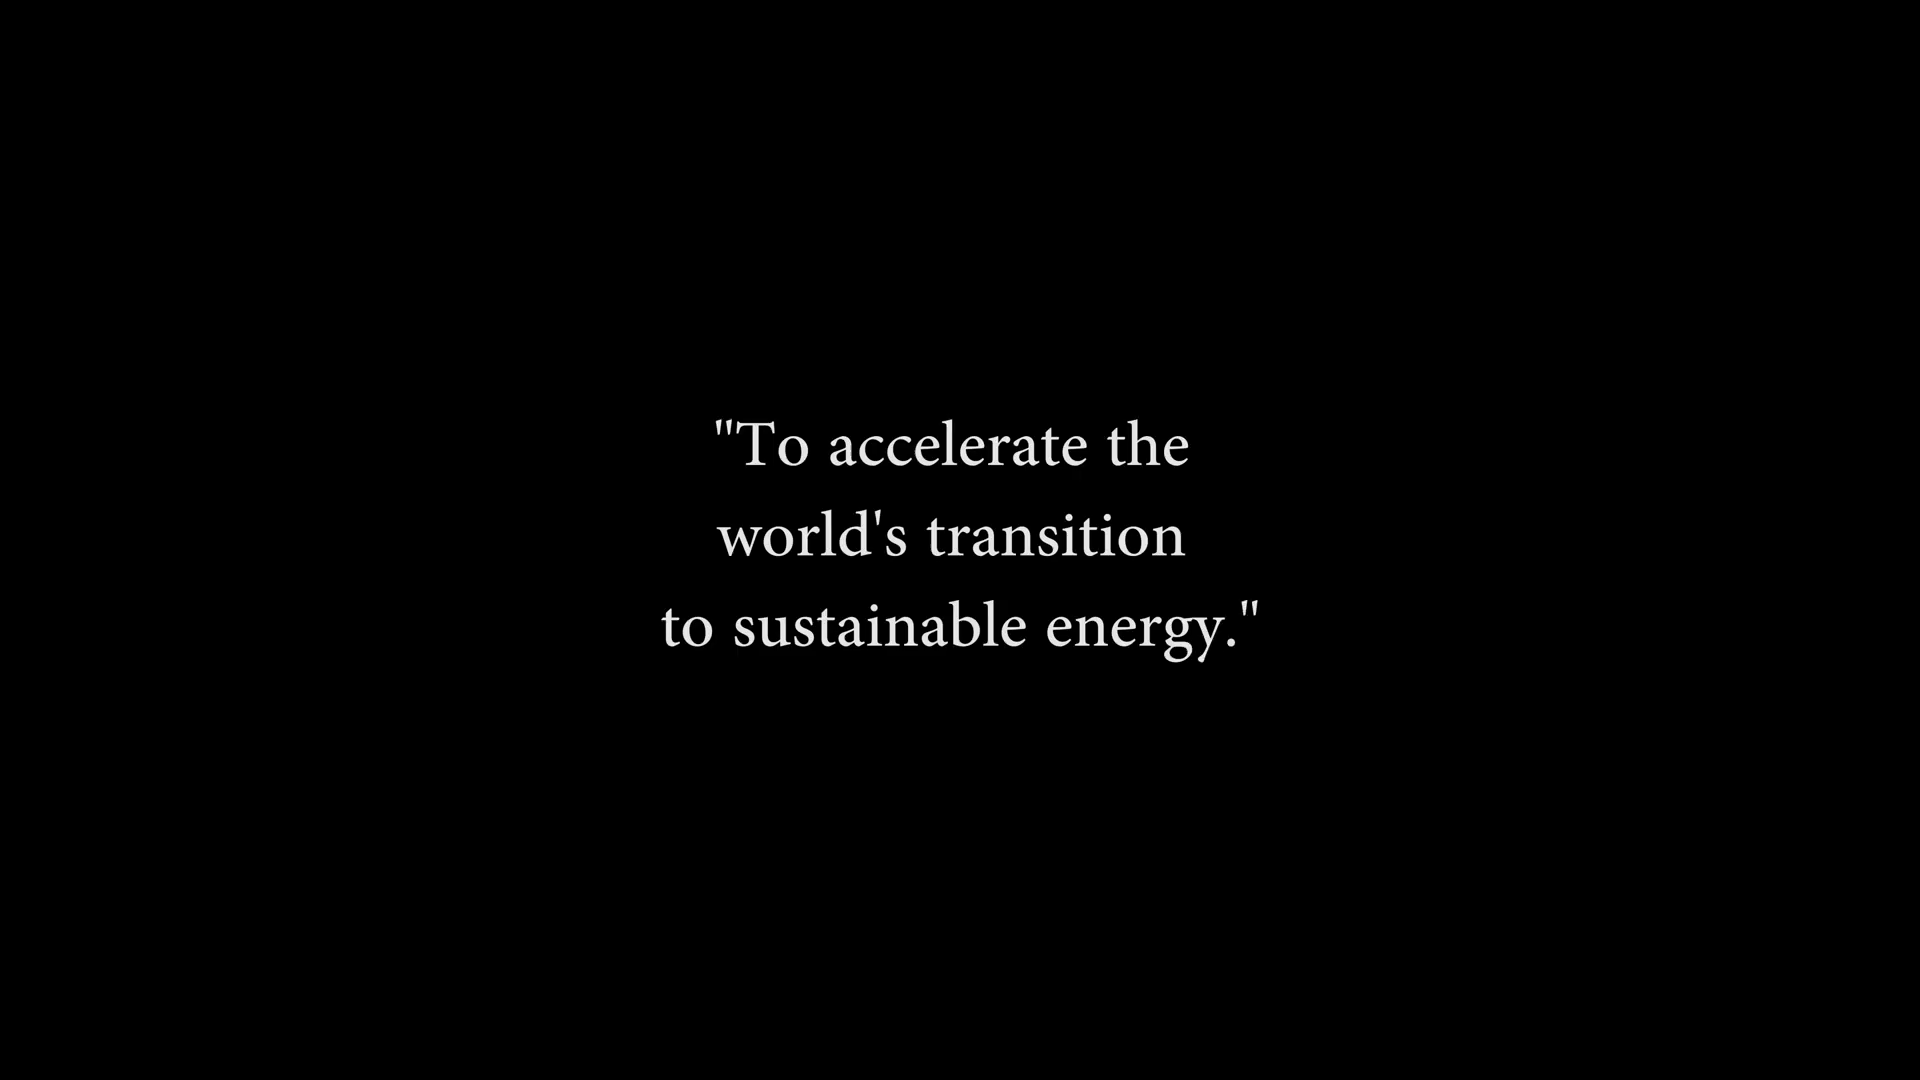 "To accelerate the
world's transition
to sustainable energy."